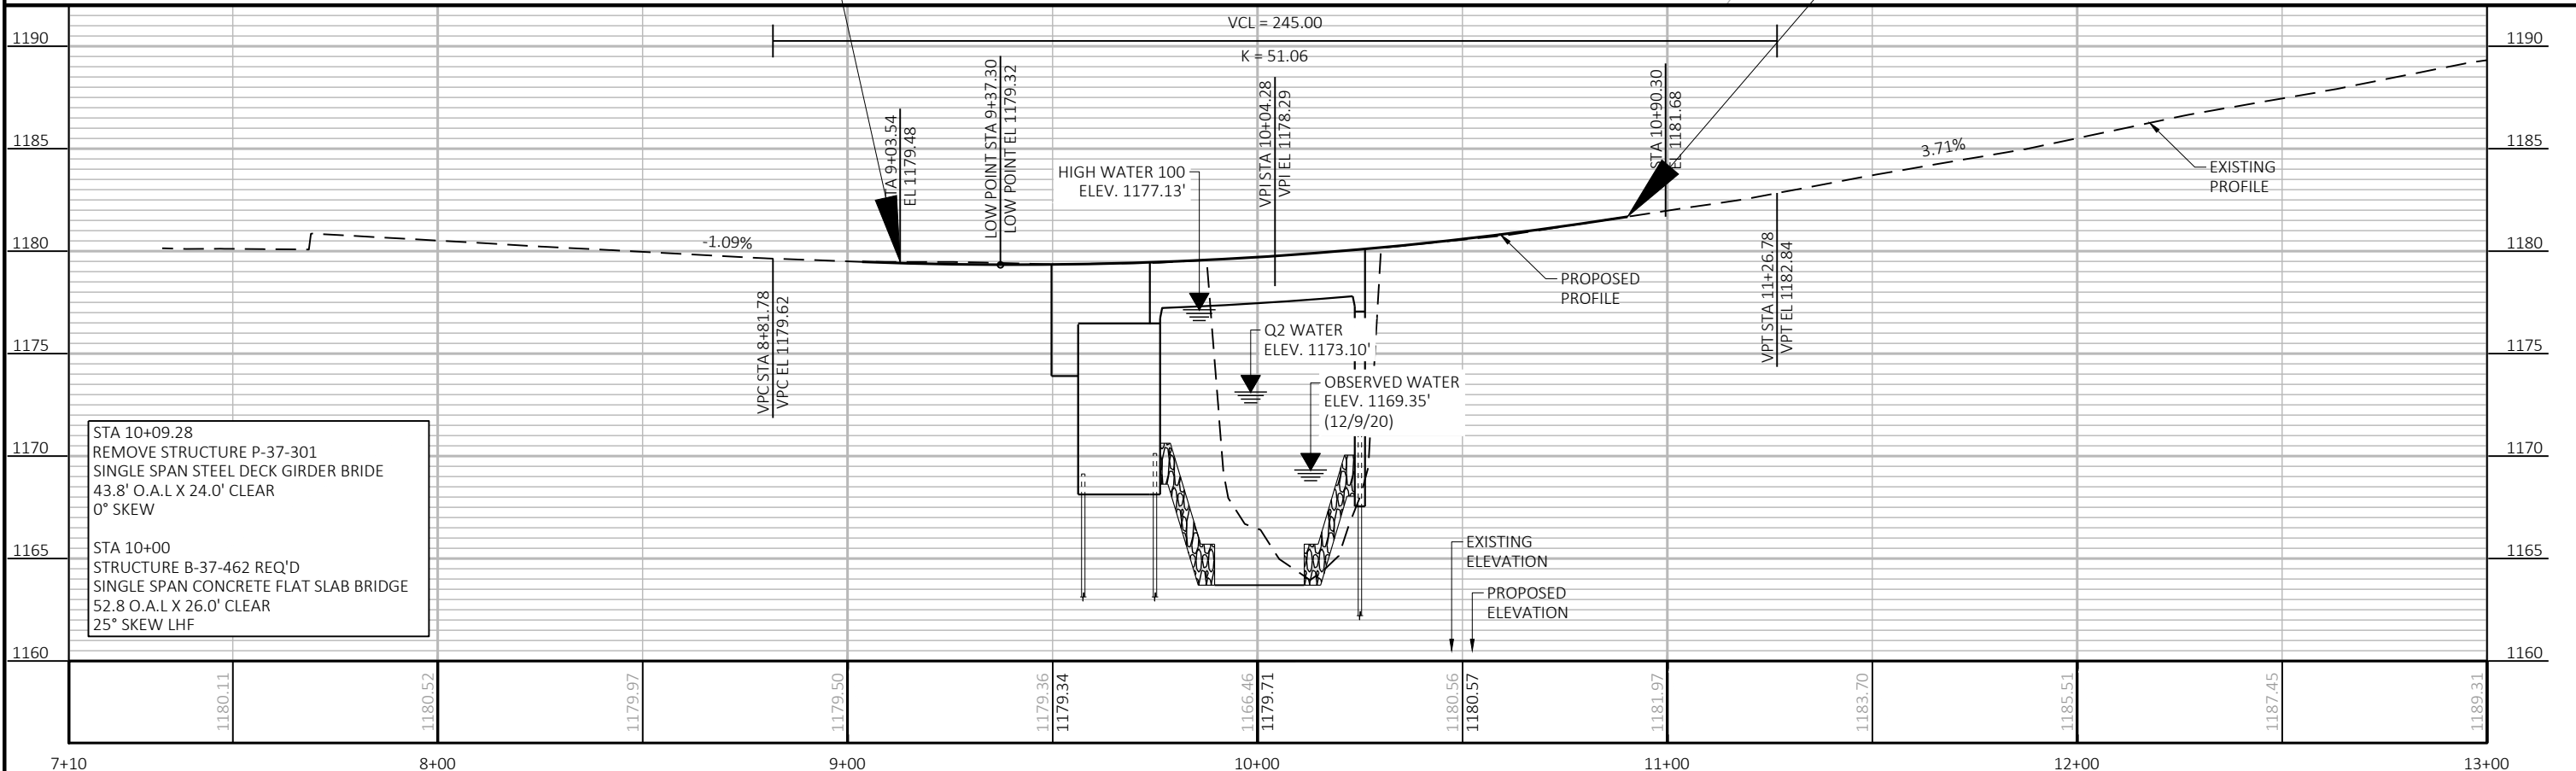 VCL = 245.00
K = 51.06
1190
1185
1180
1175
1170
1165
1160
1190
1185
1180
1175
1170
1165
1160
-1.09%
VPC STA 8+81.78
VPC EL 1179.62
STA 9+03.54
EL 1179.48
LOW POINT STA 9+37.30
LOW POINT EL 1179.32
HIGH WATER 100
ELEV. 1177.13'
VPI STA 10+04.28
VPI EL 1178.29
Q2 WATER
ELEV. 1173.10'
OBSERVED WATER
ELEV. 1169.35'
(12/9/20)
STA 10+90.30
EL 1181.68
PROPOSED
PROFILE
VPT STA 11+26.78
VPT EL 1182.84
3.71%
EXISTING
PROFILE
EXISTING
ELEVATION
PROPOSED
ELEVATION
STA 10+09.28
REMOVE STRUCTURE P-37-301
SINGLE SPAN STEEL DECK GIRDER BRIDE
43.8' O.A.L X 24.0' CLEAR
0° SKEW
STA 10+00
STRUCTURE B-37-462 REQ'D
SINGLE SPAN CONCRETE FLAT SLAB BRIDGE
52.8 O.A.L X 26.0' CLEAR
25° SKEW LHF
1180.11
1180.52
1179.97
1179.50
1179.36
1179.34
1166.46
1179.71
1180.56
1180.57
1181.97
1183.70
1185.51
1187.45
1189.31
7+10
8+00
9+00
10+00
11+00
12+00
13+00